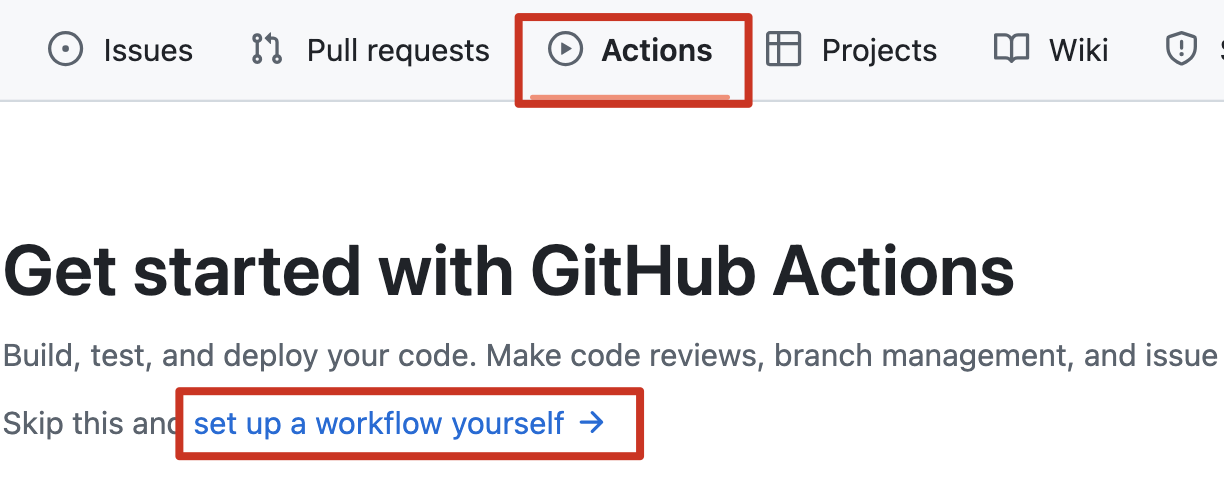 Issues Pull requests Actions Projects Wiki
Get started with GitHub Actions
Build, test, and deploy your code. Make code reviews, branch management, and issue
Skip this and set up a workflow yourself →